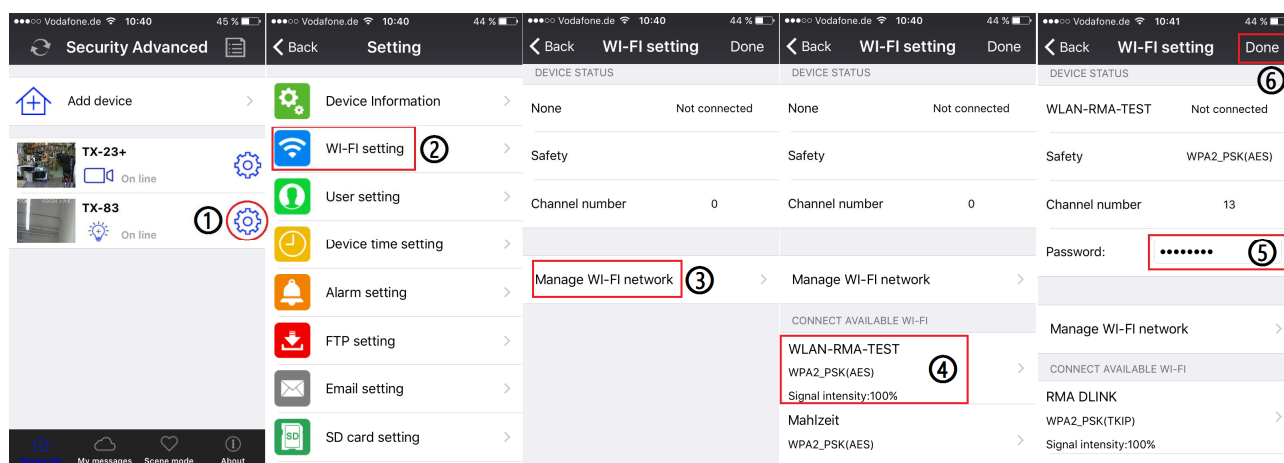 Vodafone.de 10:40 45 %
Security Advanced
Add device
TX-23+
On line
TX-83
①
On line
My messages Scene mode About
Vodafone.de 10:40 44 %
Back Setting
Device Information
WI-FI setting ②
User setting
Device time setting
Alarm setting
FTP setting
Email setting
SD SD card setting
Vodafone.de 10:40 44 %
Back WI-FI setting Done
DEVICE STATUS
None Not connected
Safety
Channel number 0
Manage WI-FI network ③
Vodafone.de 10:40 44 %
Back WI-FI setting Done
DEVICE STATUS
None Not connected
Safety
Channel number 0
Manage WI-FI network
CONNECT AVAILABLE WI-FI
WLAN-RMA-TEST
WPA2_PSK(AES) ④
Signal intensity:100%
Mahlzeit
WPA2_PSK(AES)
Vodafone.de 10:41 44 %
Back WI-FI setting Done
DEVICE STATUS ⑥
WLAN-RMA-TEST Not connected
Safety WPA2_PSK(AES)
Channel number 13
Password: •••••••• ⑤
Manage WI-FI network
CONNECT AVAILABLE WI-FI
RMA DLINK
WPA2_PSK(TKIP)
Signal intensity:100%